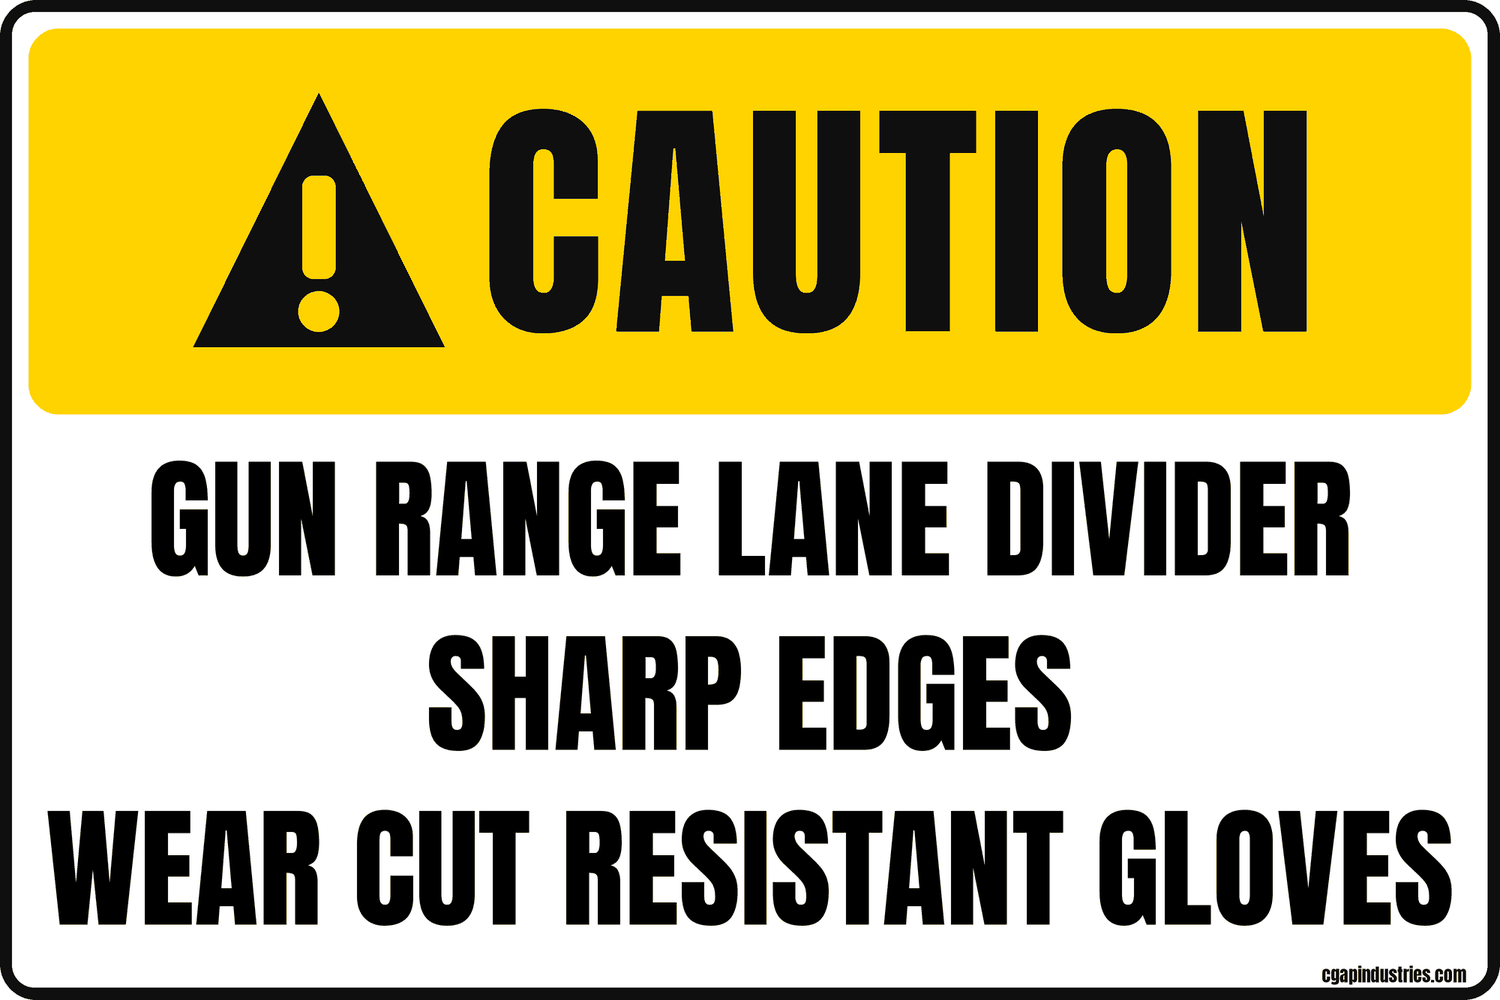 CAUTION
GUN RANGE LANE DIVIDER
SHARP EDGES
WEAR CUT RESISTANT GLOVES
cgapindustries.com